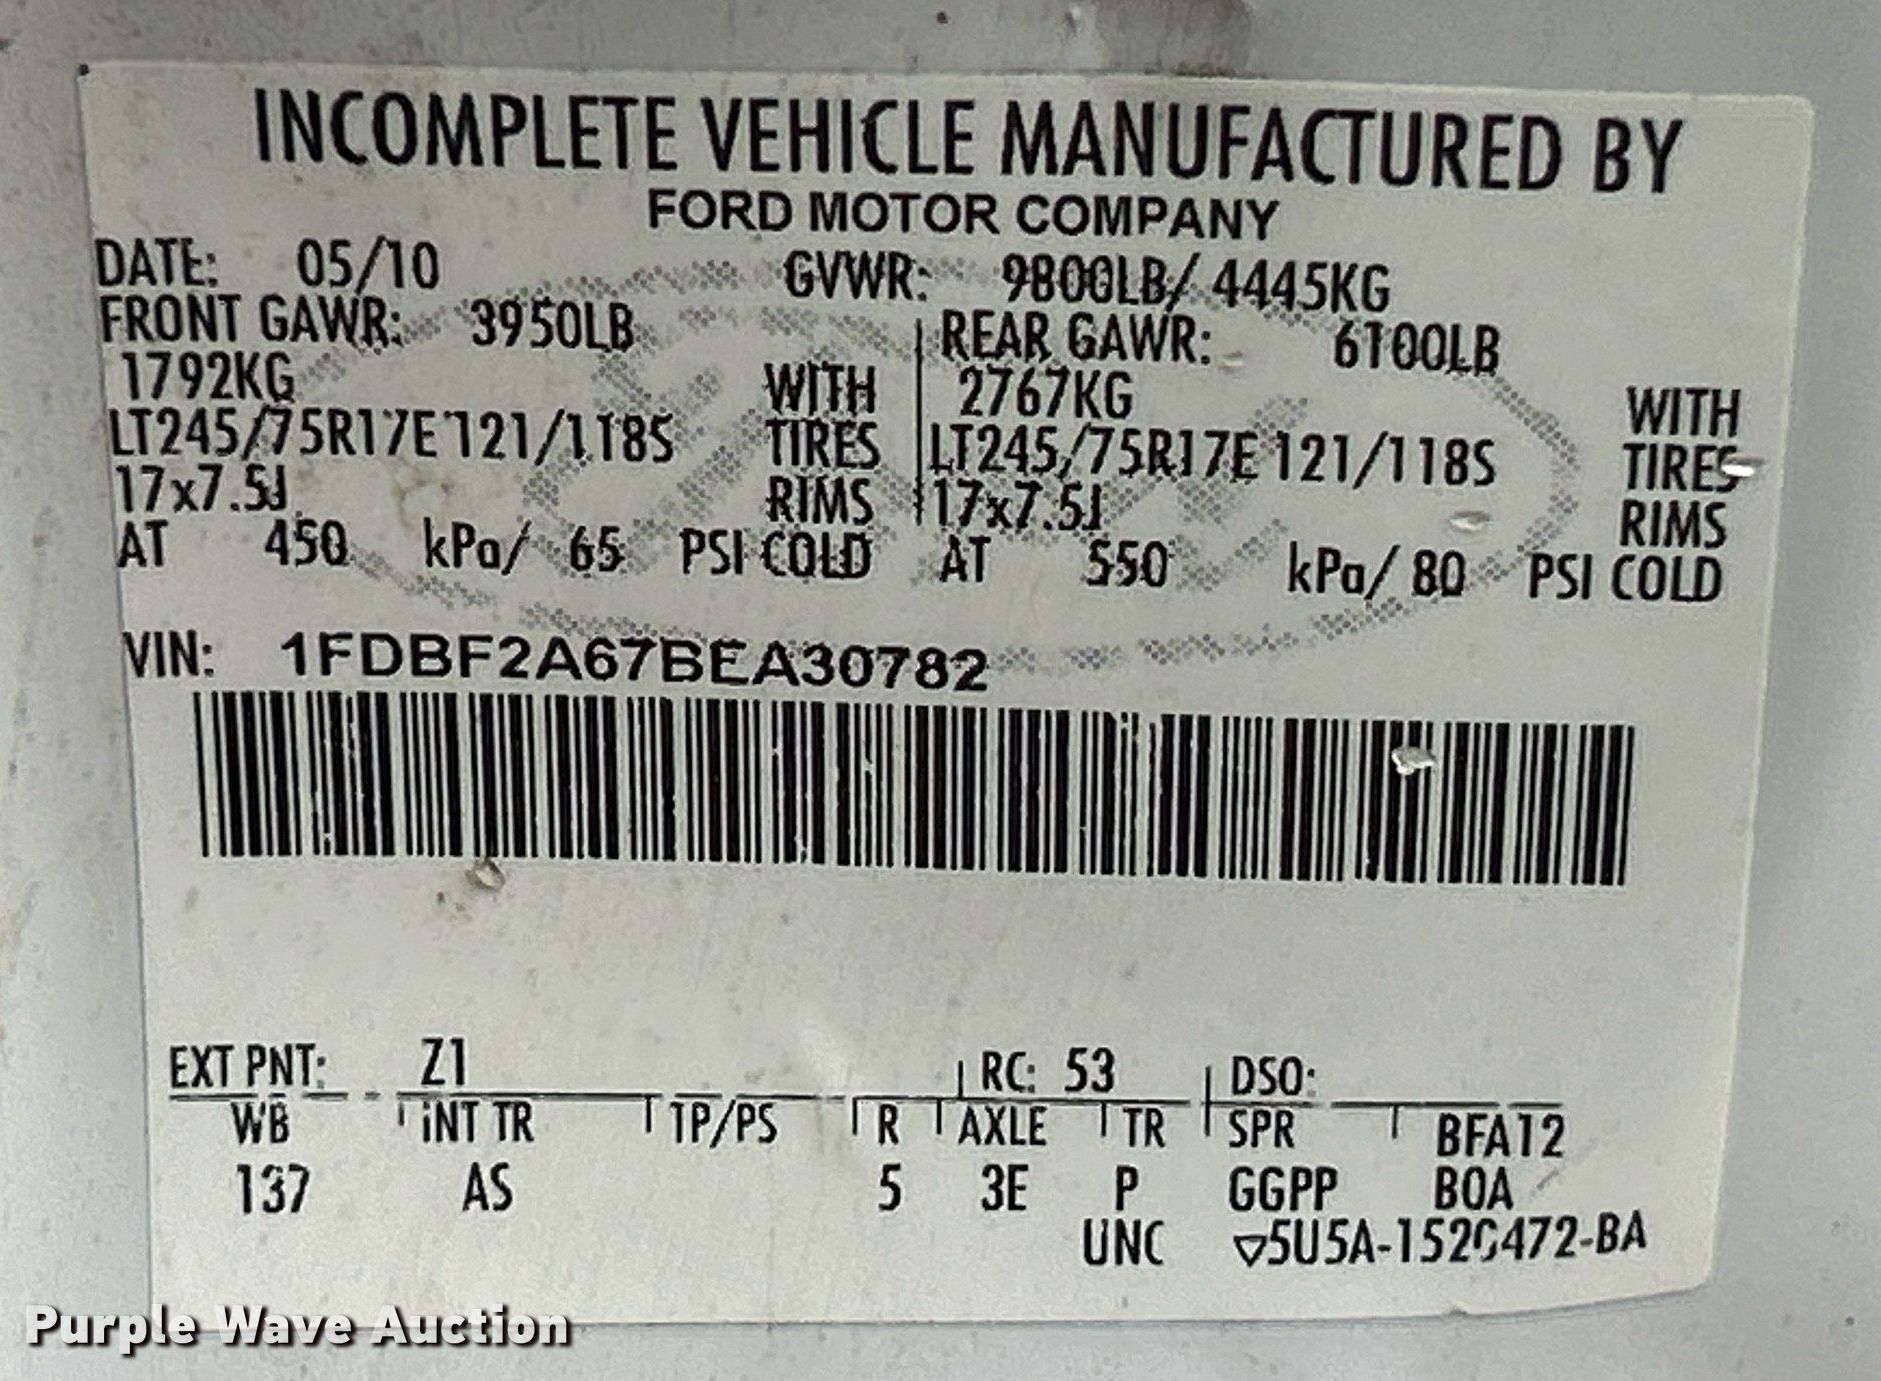 INCOMPLETE VEHICLE MANUFACTURED BY
FORD MOTOR COMPANY
DATE: 05/10 GVWR: 9800LB/ 4445KG
FRONT GAWR: 3950LB REAR GAWR: 6100LB
1792KG WITH 2767KG WITH
LT245/75R17E 121/118S TIRES LT245/75R17E 121/118S TIRES
17x7.5J RIMS 17x7.5J RIMS
AT 450 kPa/ 65 PSI COLD AT 550 kPa/ 80 PSI COLD
VIN: 1FDBF2A67BEA30782
EXT PNT: Z1 RC: 53 DSO:
WB INT TR TP/PS R AXLE TR SPR BFA12
137 AS 5 3E P GGPP BOA
UNC ▽5U5A-1520472-BA
Purple Wave Auction